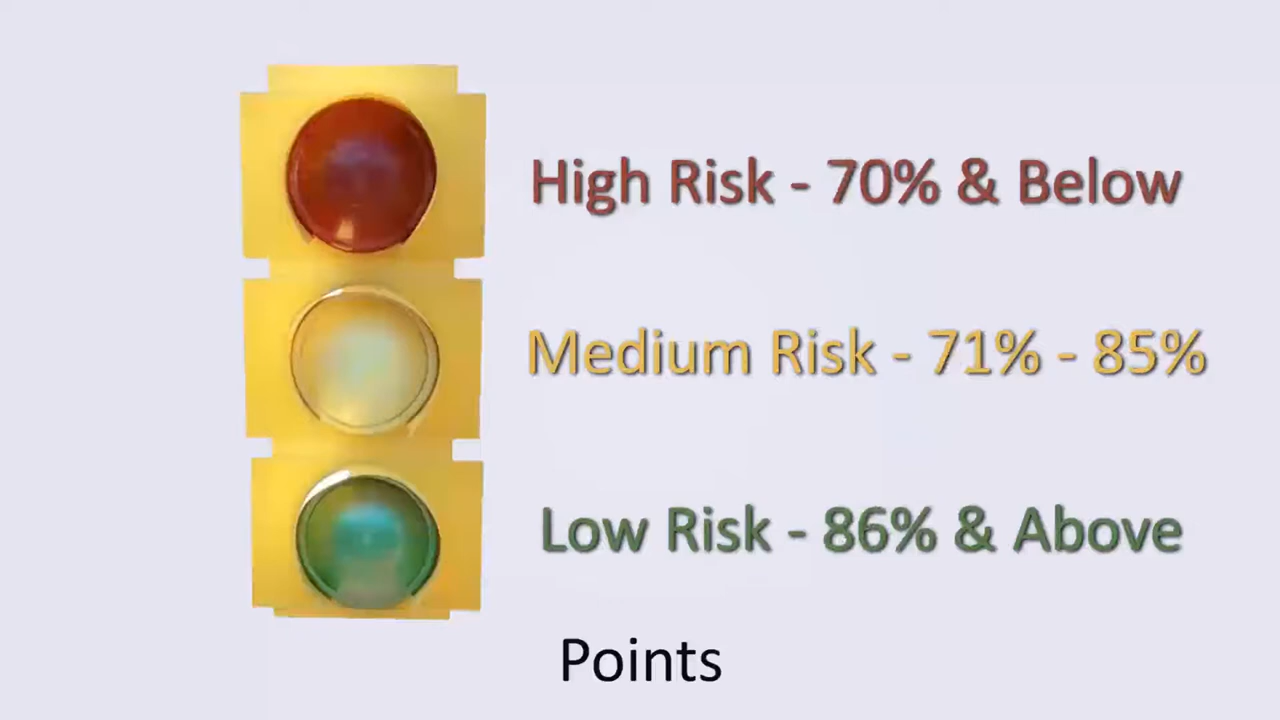 High Risk - 70% & Below
Medium Risk - 71% - 85%
Low Risk - 86% & Above
Points